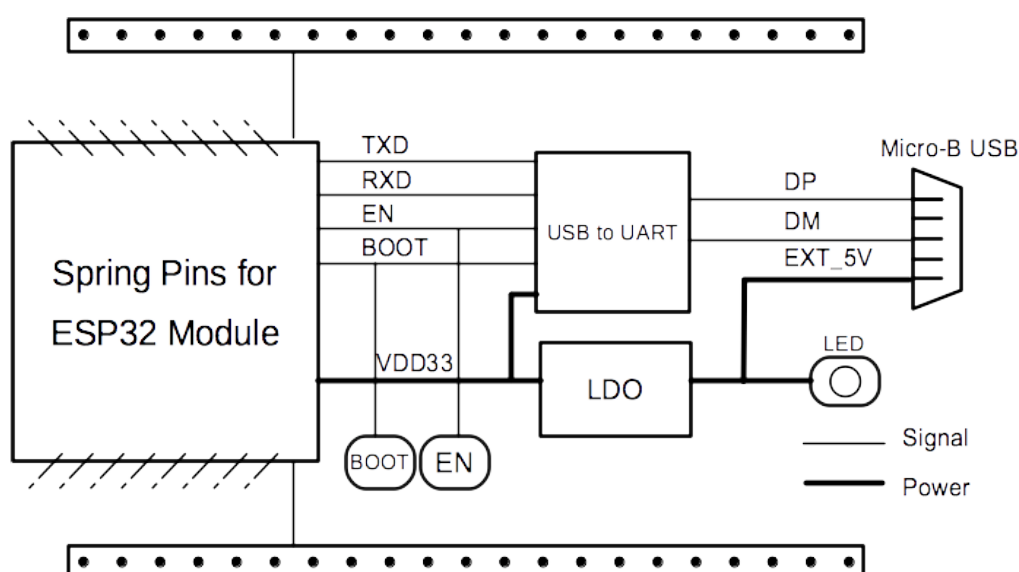 Micro-B USB
TXD
RXD
EN
BOOT
USB to UART
DP
DM
EXT_5V
Spring Pins for
ESP32 Module
VDD33
LDO
LED
BOOT
EN
Signal
Power